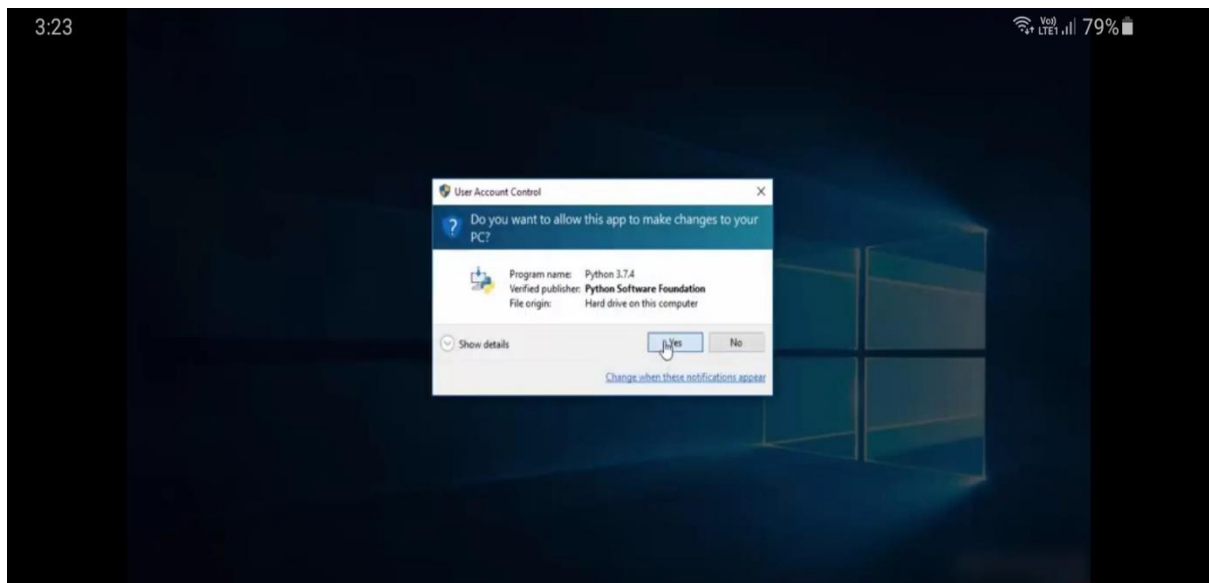 3:23
Vo)) LTE1 79%
User Account Control
Do you want to allow this app to make changes to your
PC?
Program name: Python 3.7.4
Verified publisher: Python Software Foundation
File origin: Hard drive on this computer
Show details
Yes
No
Change when these notifications appear